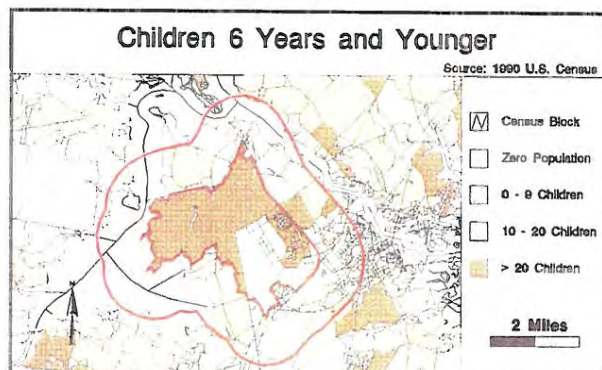 Children 6 Years and Younger
Source: 1990 U.S. Census
Census Block
Zero Population
0 - 9 Children
10 - 20 Children
> 20 Children
2 Miles